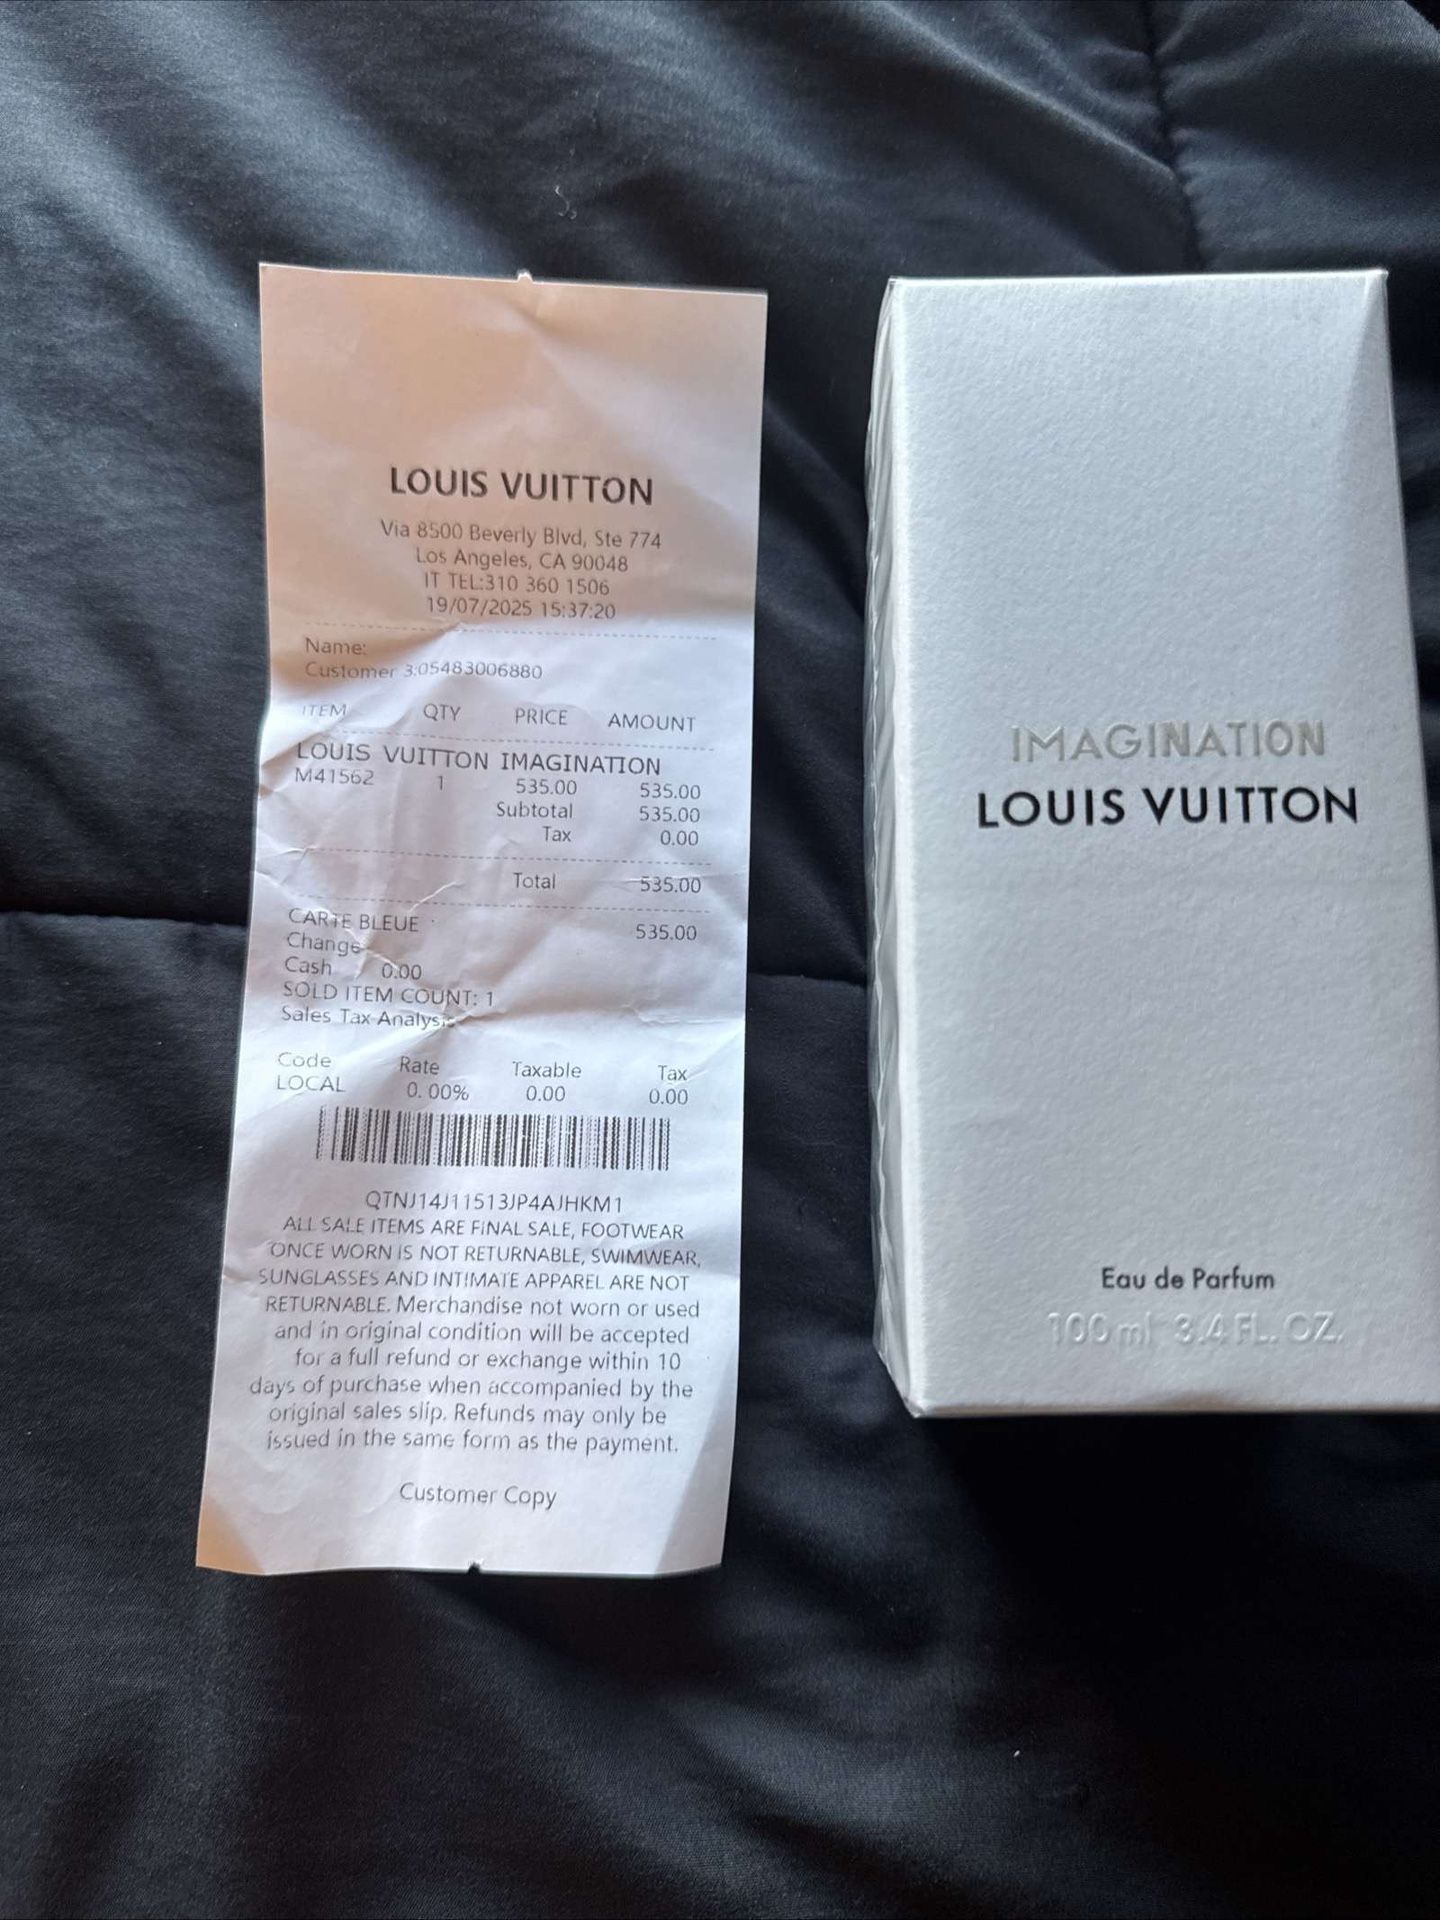 LOUIS VUITTON
Via 8500 Beverly Blvd, Ste 774
Los Angeles, CA 90048
IT TEL:310 360 1506
19/07/2025 15:37:20
Name:
Customer 3:05483006880
ITEM QTY PRICE AMOUNT
LOUIS VUITTON IMAGINATION
M41562 1 535.00 535.00
Subtotal 535.00
Tax 0.00
Total 535.00
CARTE BLEUE 535.00
Change
Cash 0.00
SOLD ITEM COUNT: 1
Sales Tax Analysis
Code Rate Taxable Tax
LOCAL 0.00% 0.00 0.00
QTNJ14J11513JP4AJHKM1
ALL SALE ITEMS ARE FINAL SALE, FOOTWEAR
ONCE WORN IS NOT RETURNABLE, SWIMWEAR,
SUNGLASSES AND INTIMATE APPAREL ARE NOT
RETURNABLE. Merchandise not worn or used
and in original condition will be accepted
for a full refund or exchange within 10
days of purchase when accompanied by the
original sales slip. Refunds may only be
issued in the same form as the payment.
Customer Copy
IMAGINATION
LOUIS VUITTON
Eau de Parfum
100 ml 3.4 FL. OZ.